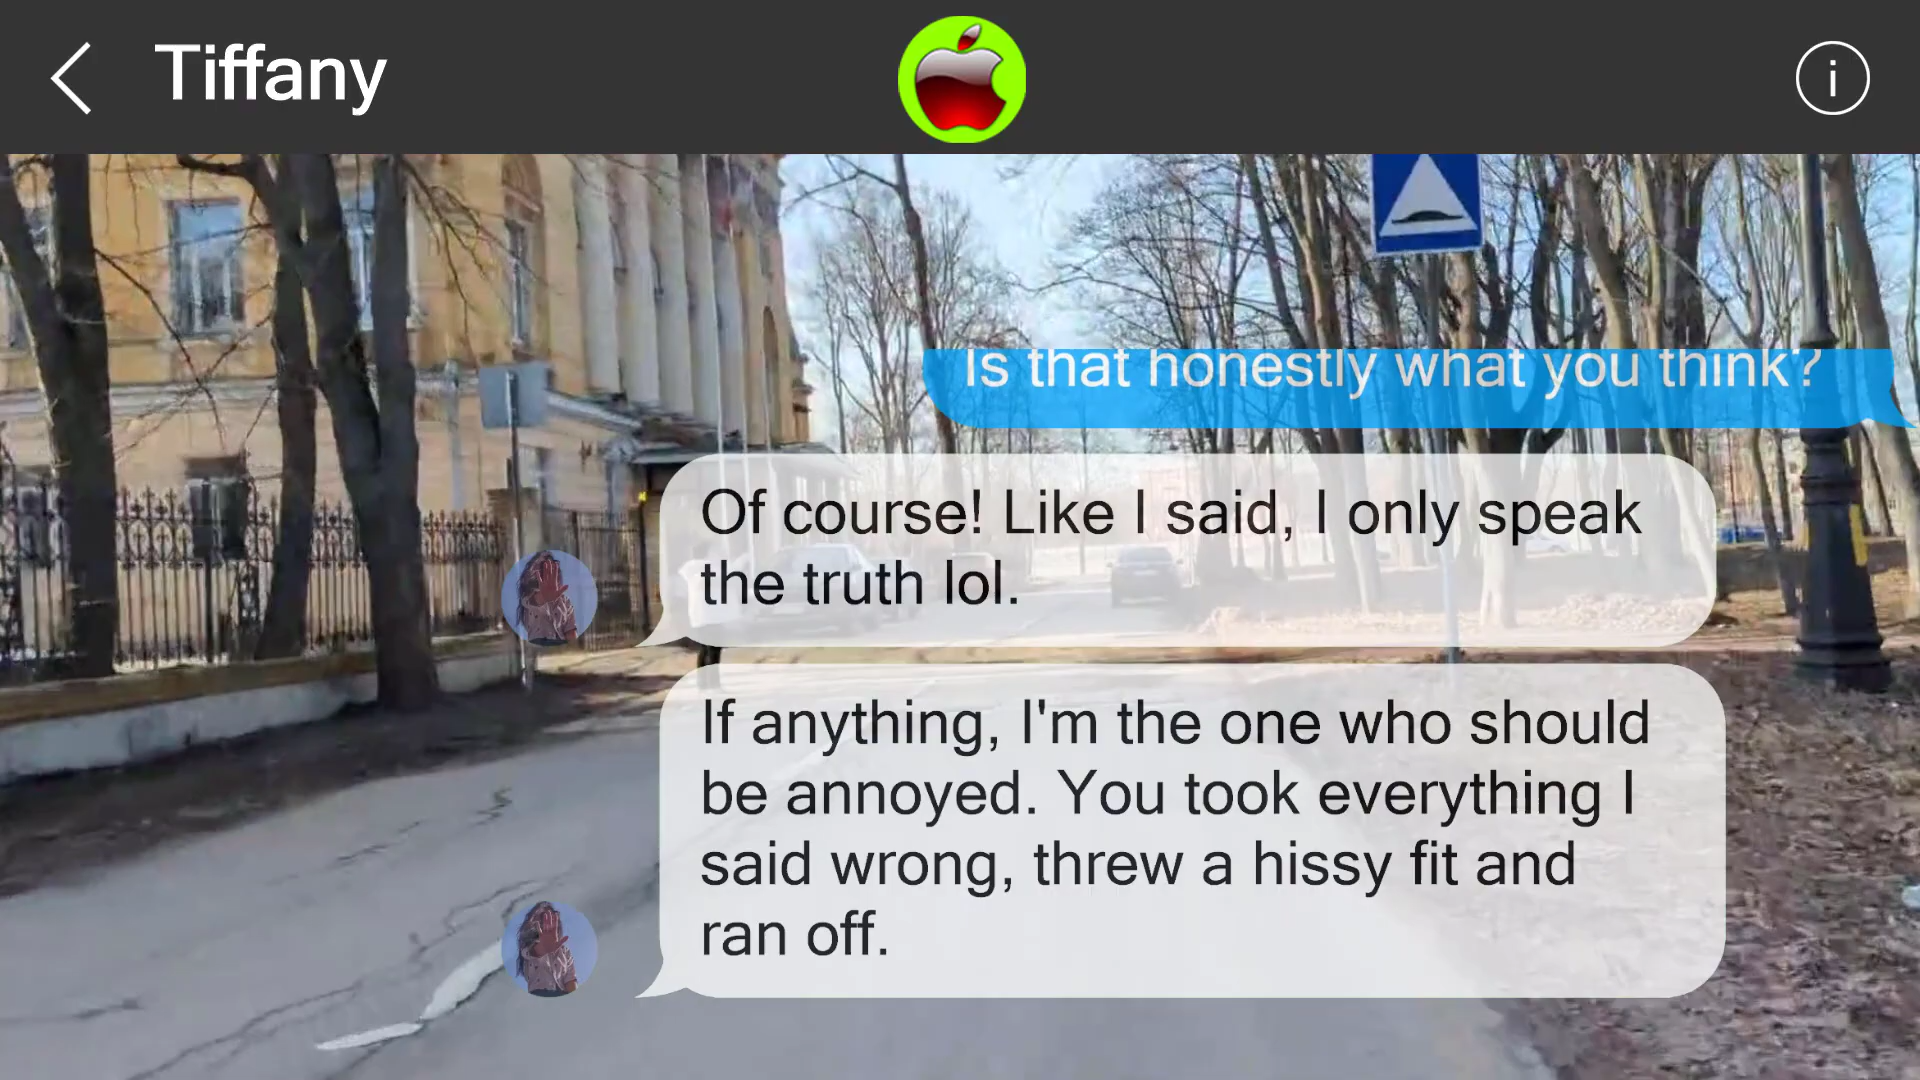 Tiffany
Is that honestly what you think?
Of course! Like I said, I only speak
the truth lol.
If anything, I'm the one who should
be annoyed. You took everything I
said wrong, threw a hissy fit and
ran off.